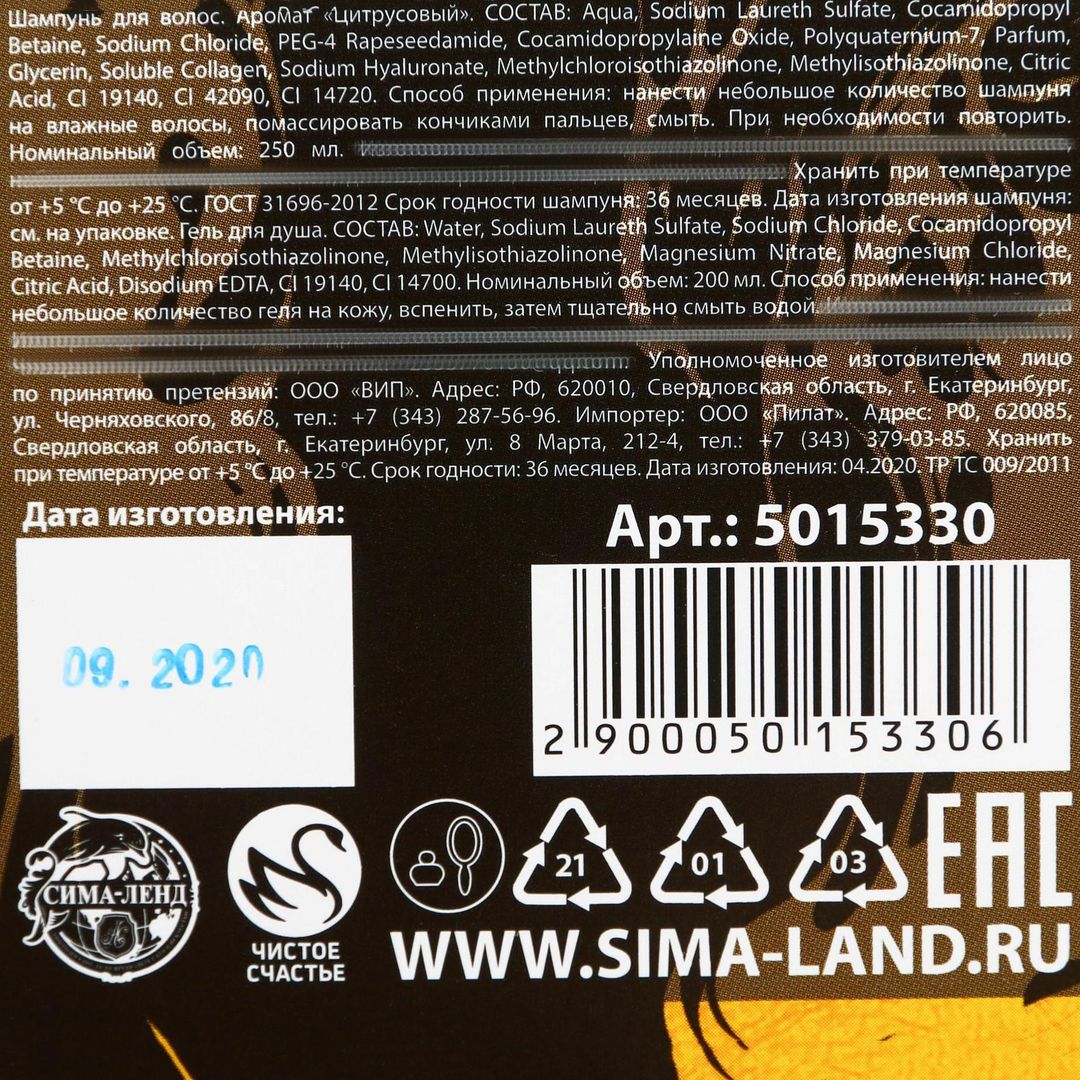 Шампунь для волос. Аромат «Цитрусовый». СОСТАВ: Aqua, Sodium Laureth Sulfate, Cocamidopropyl
Betaine, Sodium Chloride, PEG-4 Rapeseedamide, Cocamidopropylaine Oxide, Polyquaternium-7, Parfum,
Glycerin, Soluble Collagen, Sodium Hyaluronate, Methylchloroisothiazolinone, Methylisothiazolinone, Citric
Acid, CI 19140, CI 42090, CI 14720. Способ применения: нанести небольшое количество шампуня
на влажные волосы, помассировать кончиками пальцев, смыть. При необходимости повторить.
Номинальный объем: 250 мл.
Хранить при температуре
от +5 °С до +25 °С. ГОСТ 31696-2012 Срок годности шампуня: 36 месяцев. Дата изготовления шампуня:
см. на упаковке. Гель для душа. СОСТАВ: Water, Sodium Laureth Sulfate, Sodium Chloride, Cocamidopropyl
Betaine, Methylchloroisothiazolinone, Methylisothiazolinone, Magnesium Nitrate, Magnesium Chloride,
Citric Acid, Disodium EDTA, CI 19140, CI 14700. Номинальный объем: 200 мл. Способ применения: нанести
небольшое количество геля на кожу, вспенить, затем тщательно смыть водой.
Уполномоченное изготовителем лицо
по принятию претензий: ООО «ВИП». Адрес: РФ, 620010, Свердловская область, г. Екатеринбург,
ул. Черняховского, 86/8, тел.: +7 (343) 287-56-96. Импортер: ООО «Пилат». Адрес: РФ, 620085,
Свердловская область, г. Екатеринбург, ул. 8 Марта, 212-4, тел.: +7 (343) 379-03-85. Хранить
при температуре от +5 °С до +25 °С. Срок годности: 36 месяцев. Дата изготовления: 04.2020. ТР ТС 009/2011
Дата изготовления:
Арт.: 5015330
09. 2020
2 900050 153306
СИМА-ЛЕНД
ЧИСТОЕ
СЧАСТЬЕ
21
01
03
EAC
WWW.SIMA-LAND.RU